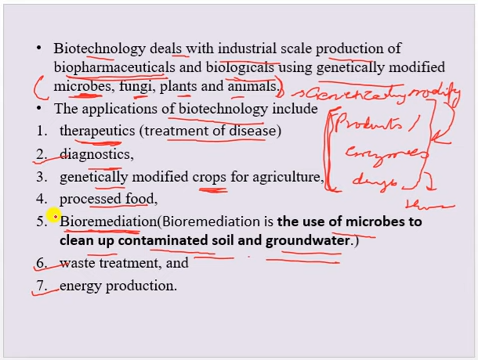 • Biotechnology deals with industrial scale production of
biopharmaceuticals and biologicals using genetically modified
microbes, fungi, plants and animals.
→Genetically modify
• The applications of biotechnology include
1. therapeutics (treatment of disease)
Products/
2. diagnostics,
enzymes
3. genetically modified crops for agriculture,
drugs
4. processed food,
5. Bioremediation(Bioremediation is the use of microbes to
clean up contaminated soil and groundwater.)
6. waste treatment, and
7. energy production.